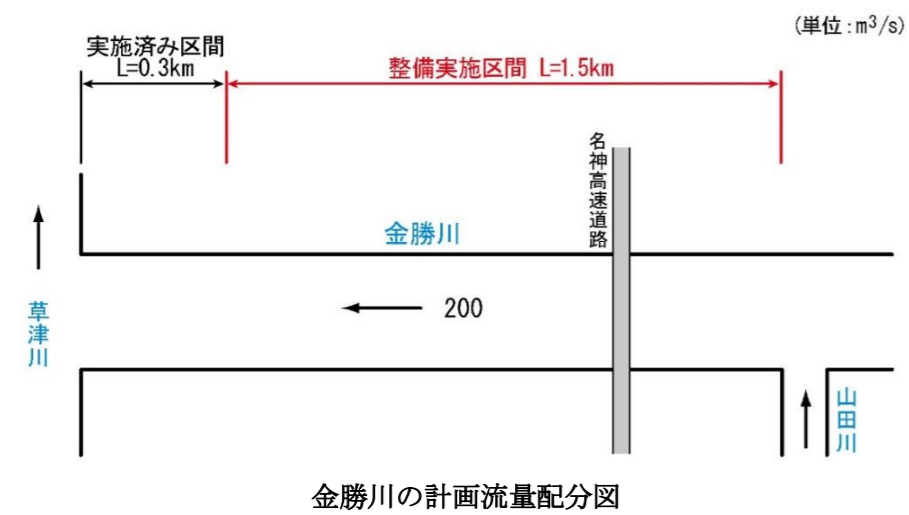 (単位:m³/s)
実施済み区間
L=0.3km
整備実施区間 L=1.5km
名神高速道路
金勝川
200
草津川
山田川
金勝川の計画流量配分図